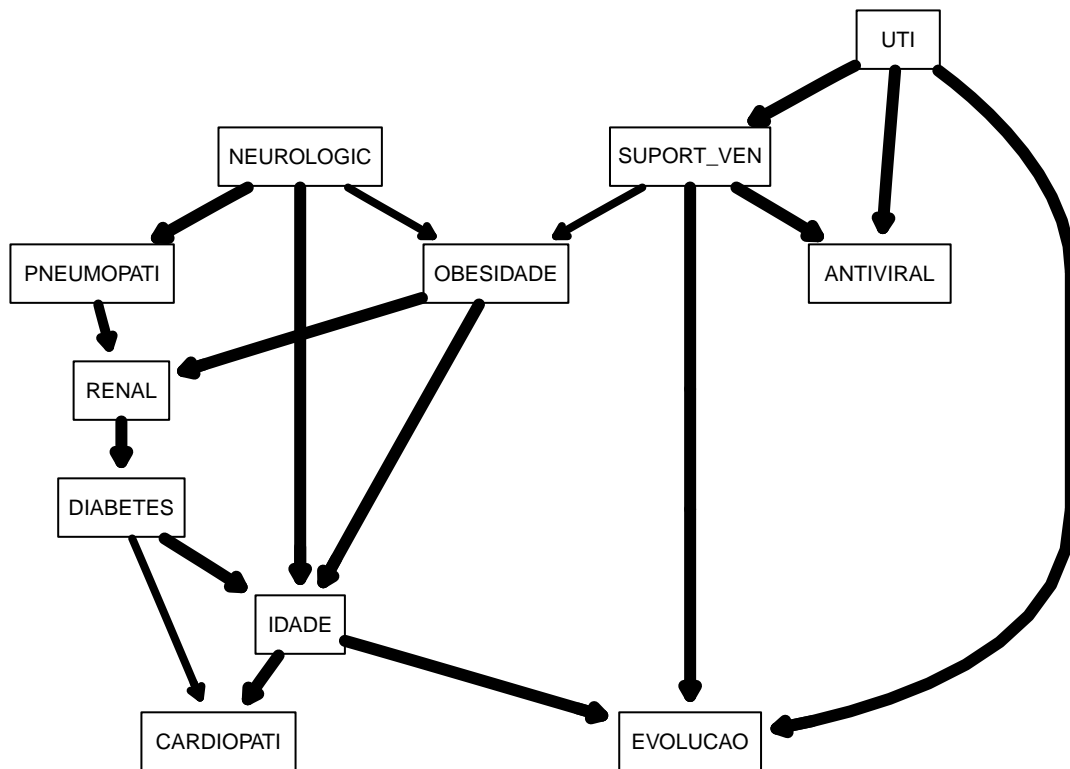 UTI
NEUROLOGIC
SUPORT_VEN
PNEUMOPATI
OBESIDADE
ANTIVIRAL
RENAL
DIABETES
IDADE
CARDIOPATI
EVOLUCAO